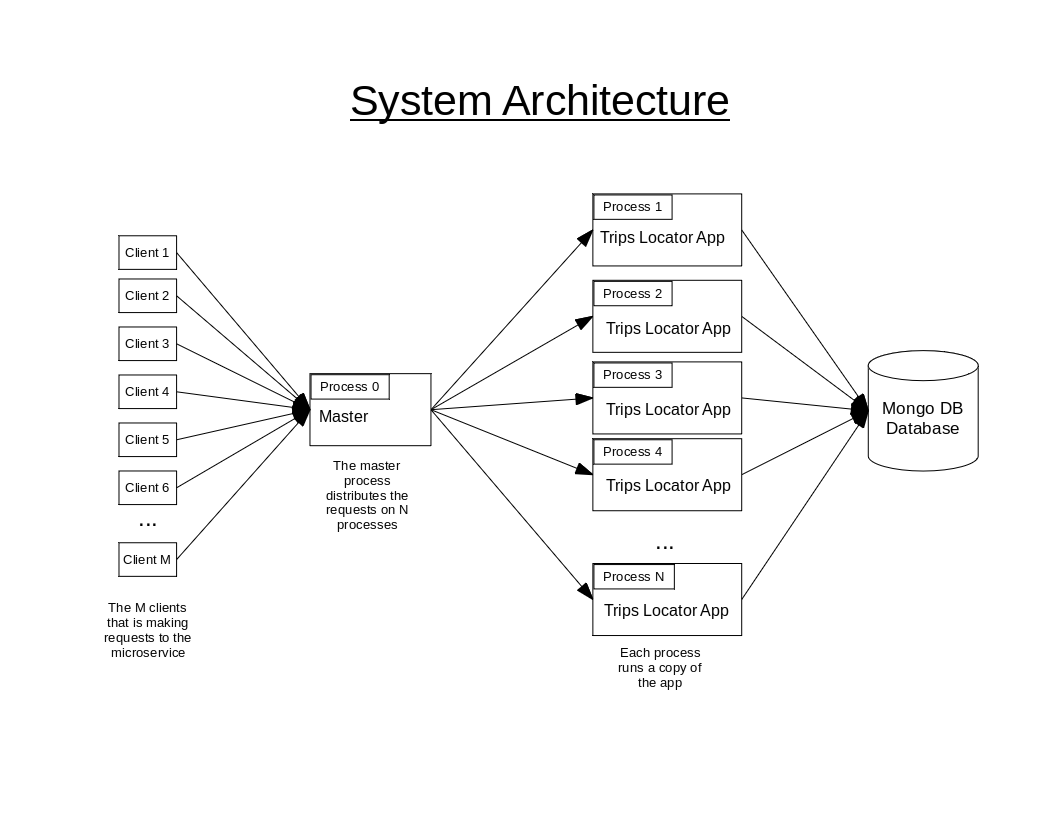 System Architecture
Client 1
Client 2
Client 3
Client 4
Client 5
Client 6
...
Client M
The M clients
that is making
requests to the
microservice
Process 0
Master
The master
process
distributes the
requests on N
processes
Process 1
Trips Locator App
Process 2
Trips Locator App
Process 3
Trips Locator App
Process 4
Trips Locator App
...
Process N
Trips Locator App
Each process
runs a copy of
the app
Mongo DB
Database